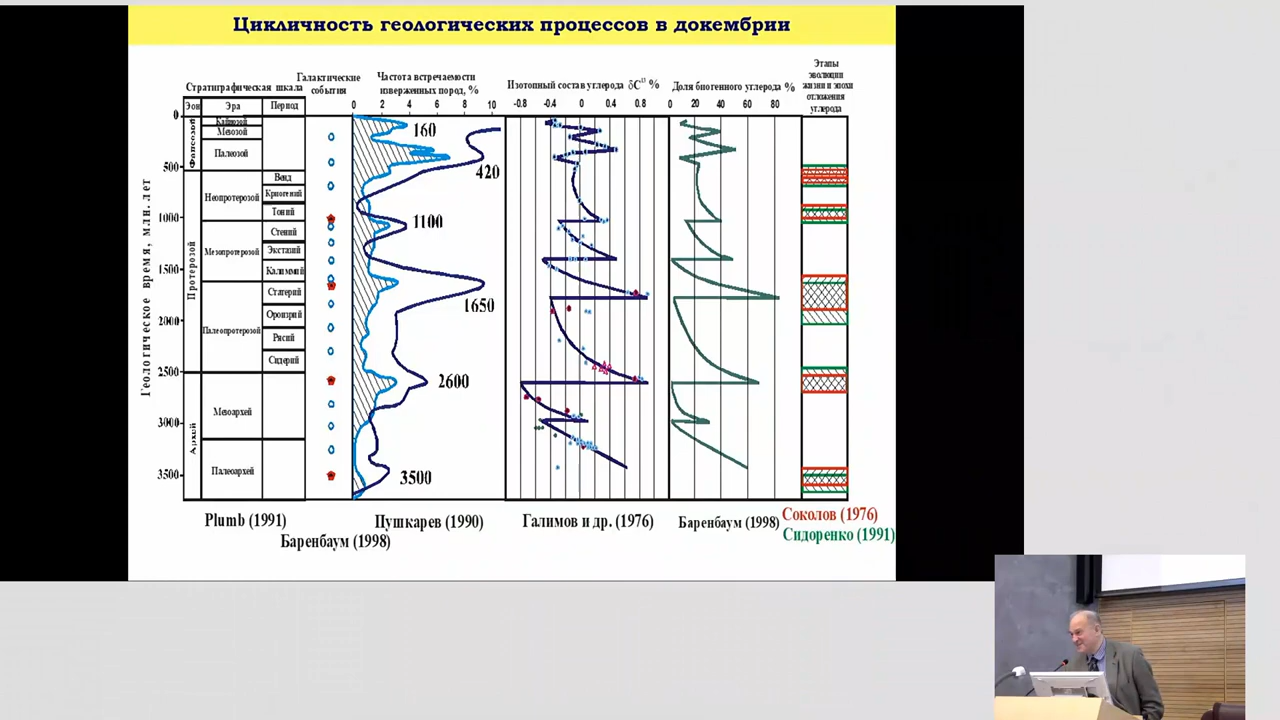 Цикличность геологических процессов в докембрии
Стратиграфическая шкала
Эон
Эра
Период
Галактические
события
Частота встречаемости
изверженных пород, %
0 2 4 6 8 10
Изотопный состав углерода δC¹³ %
-0.8 -0.4 0 0.4 0.8
Доля биогенного углерода %
0 20 40 60 80
Этапы
эволюции
жизни и эпохи
отложения
углерода
Геологическое время, млн. лет
0
500
1000
1500
2000
2500
3000
3500
Протерозой
Архей
Кайнозой
Мезозой
Палеозой
Неопротерозой
Мезопротерозой
Палеопротерозой
Мезоархей
Палеоархей
Венд
Криогений
Тоний
Стений
Эктазий
Калиммий
Статерий
Орозирий
Рясий
Сидерий
160
420
1100
1650
2600
3500
Plumb (1991)
Баренбаум (1998)
Пушкарев (1990)
Галимов и др. (1976)
Баренбаум (1998)
Соколов (1976)
Сидоренко (1991)